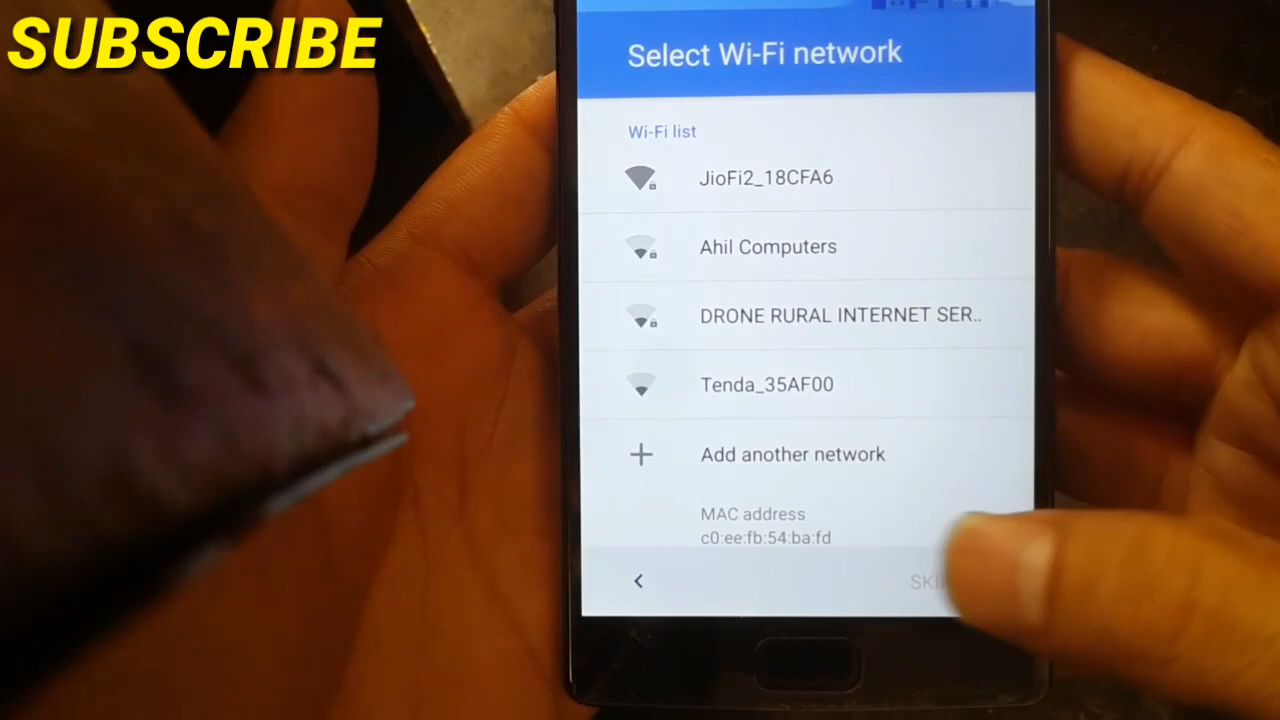 SUBSCRIBE
Select Wi-Fi network
Wi-Fi list
JioFi2_18CFA6
Ahil Computers
DRONE RURAL INTERNET SER..
Tenda_35AF00
Add another network
MAC address
c0:ee:fb:54:ba:fd